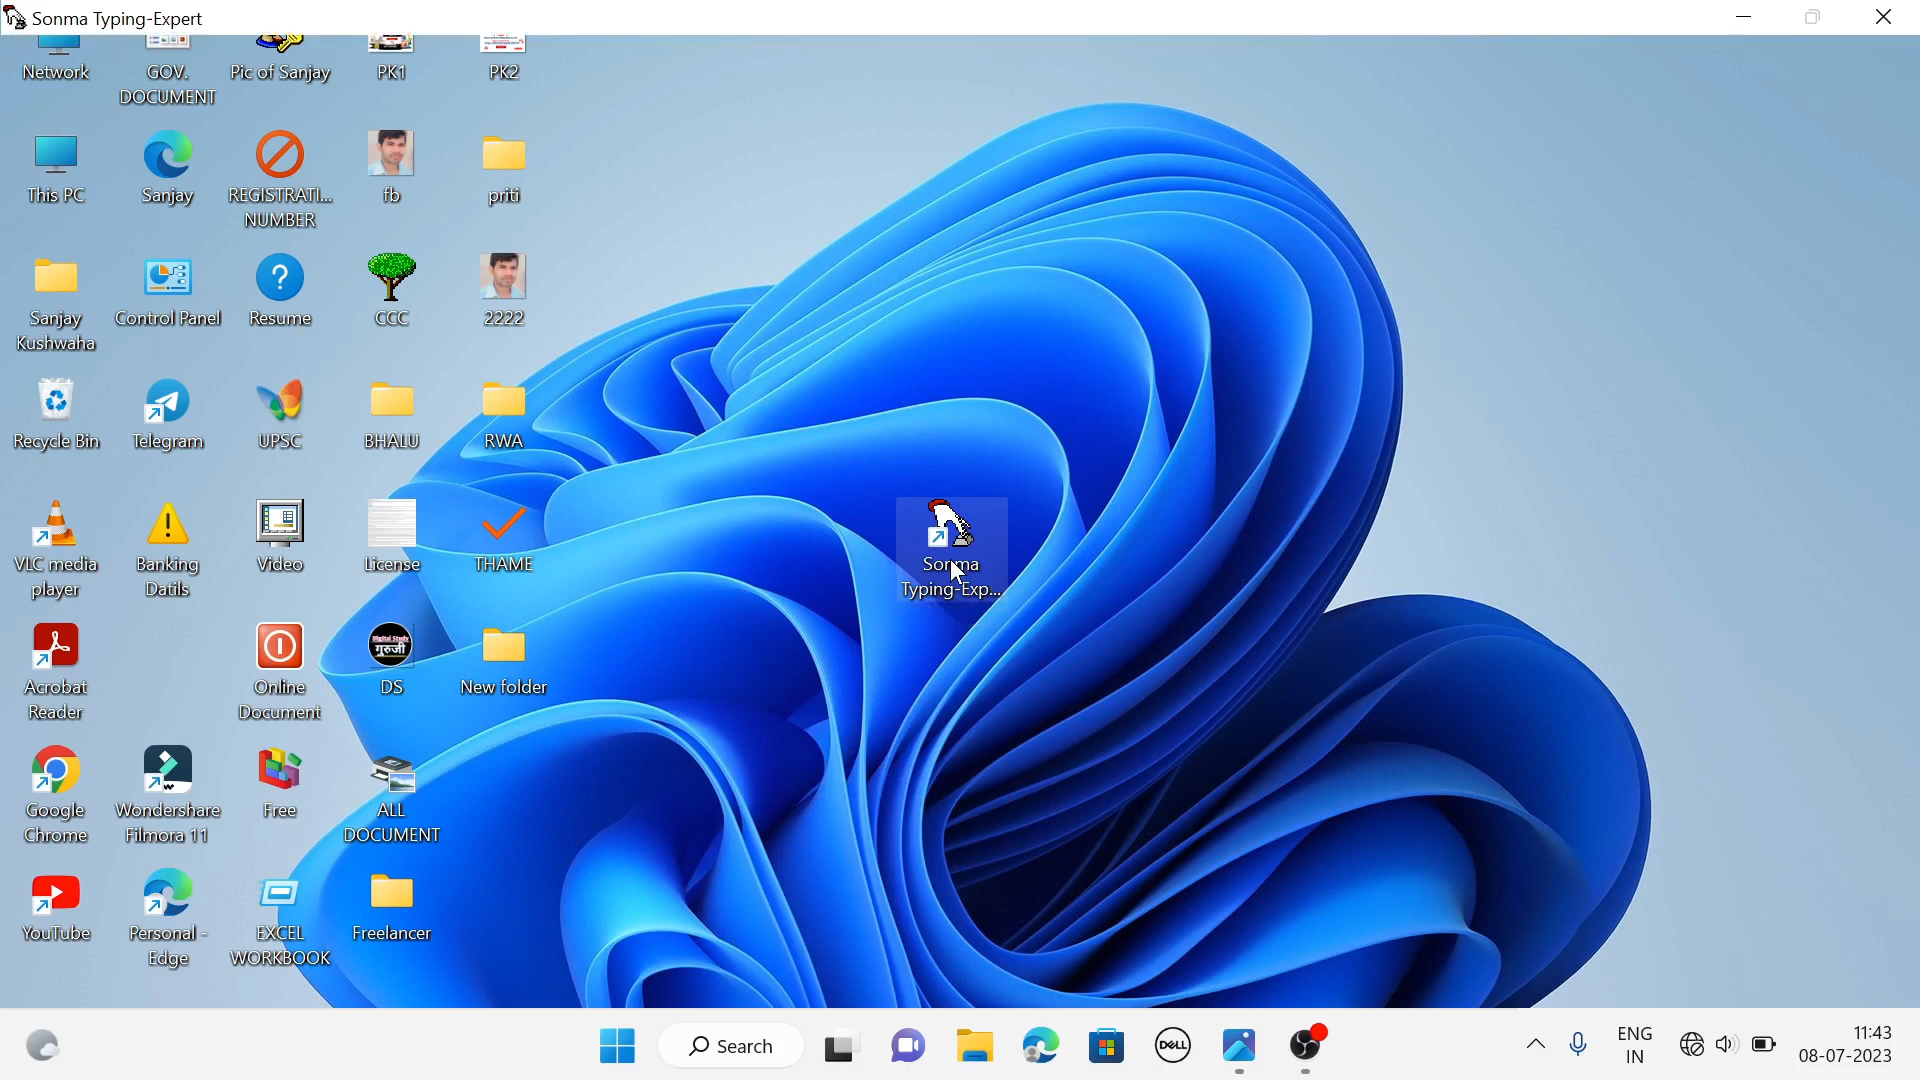 Sonma Typing-Expert
Network
GOV.
DOCUMENT
Pic of Sanjay
PK1
PK2
This PC
Sanjay
REGISTRATI...
NUMBER
fb
priti
Sanjay
Kushwaha
Control Panel
Resume
CCC
2222
Recycle Bin
Telegram
UPSC
BHALU
RWA
VLC media
player
Banking
Datils
Video
License
THAME
Sonma
Typing-Exp...
Acrobat
Reader
Online
Document
Digital Study
गुरुजी
DS
New folder
Google
Chrome
Wondershare
Filmora 11
Free
ALL
DOCUMENT
YouTube
Personal -
Edge
EXCEL
WORKBOOK
Freelancer
Search
DELL
ENG
IN
11:43
08-07-2023